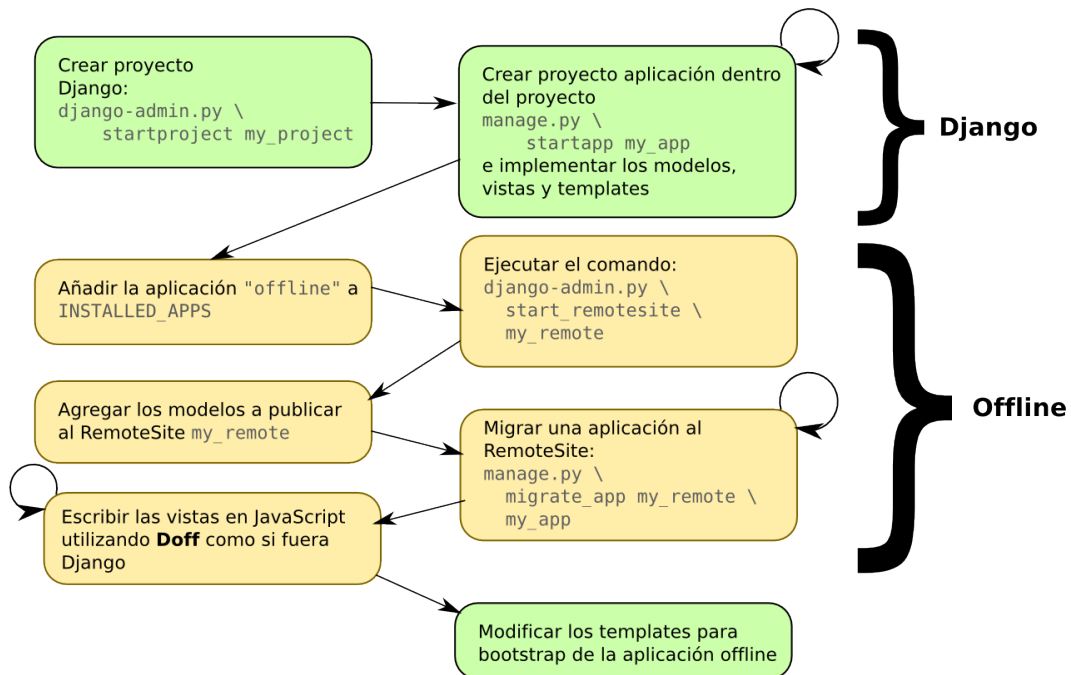 Crear proyecto
Django:
django-admin.py \
startproject my_project
Crear proyecto aplicación dentro
del proyecto
manage.py \
startapp my_app
e implementar los modelos,
vistas y templates
Django
Añadir la aplicación "offline" a
INSTALLED_APPS
Ejecutar el comando:
django-admin.py \
start_remotesite \
my_remote
Agregar los modelos a publicar
al RemoteSite my_remote
Migrar una aplicación al
RemoteSite:
manage.py \
migrate_app my_remote \
my_app
Offline
Escribir las vistas en JavaScript
utilizando Doff como si fuera
Django
Modificar los templates para
bootstrap de la aplicación offline